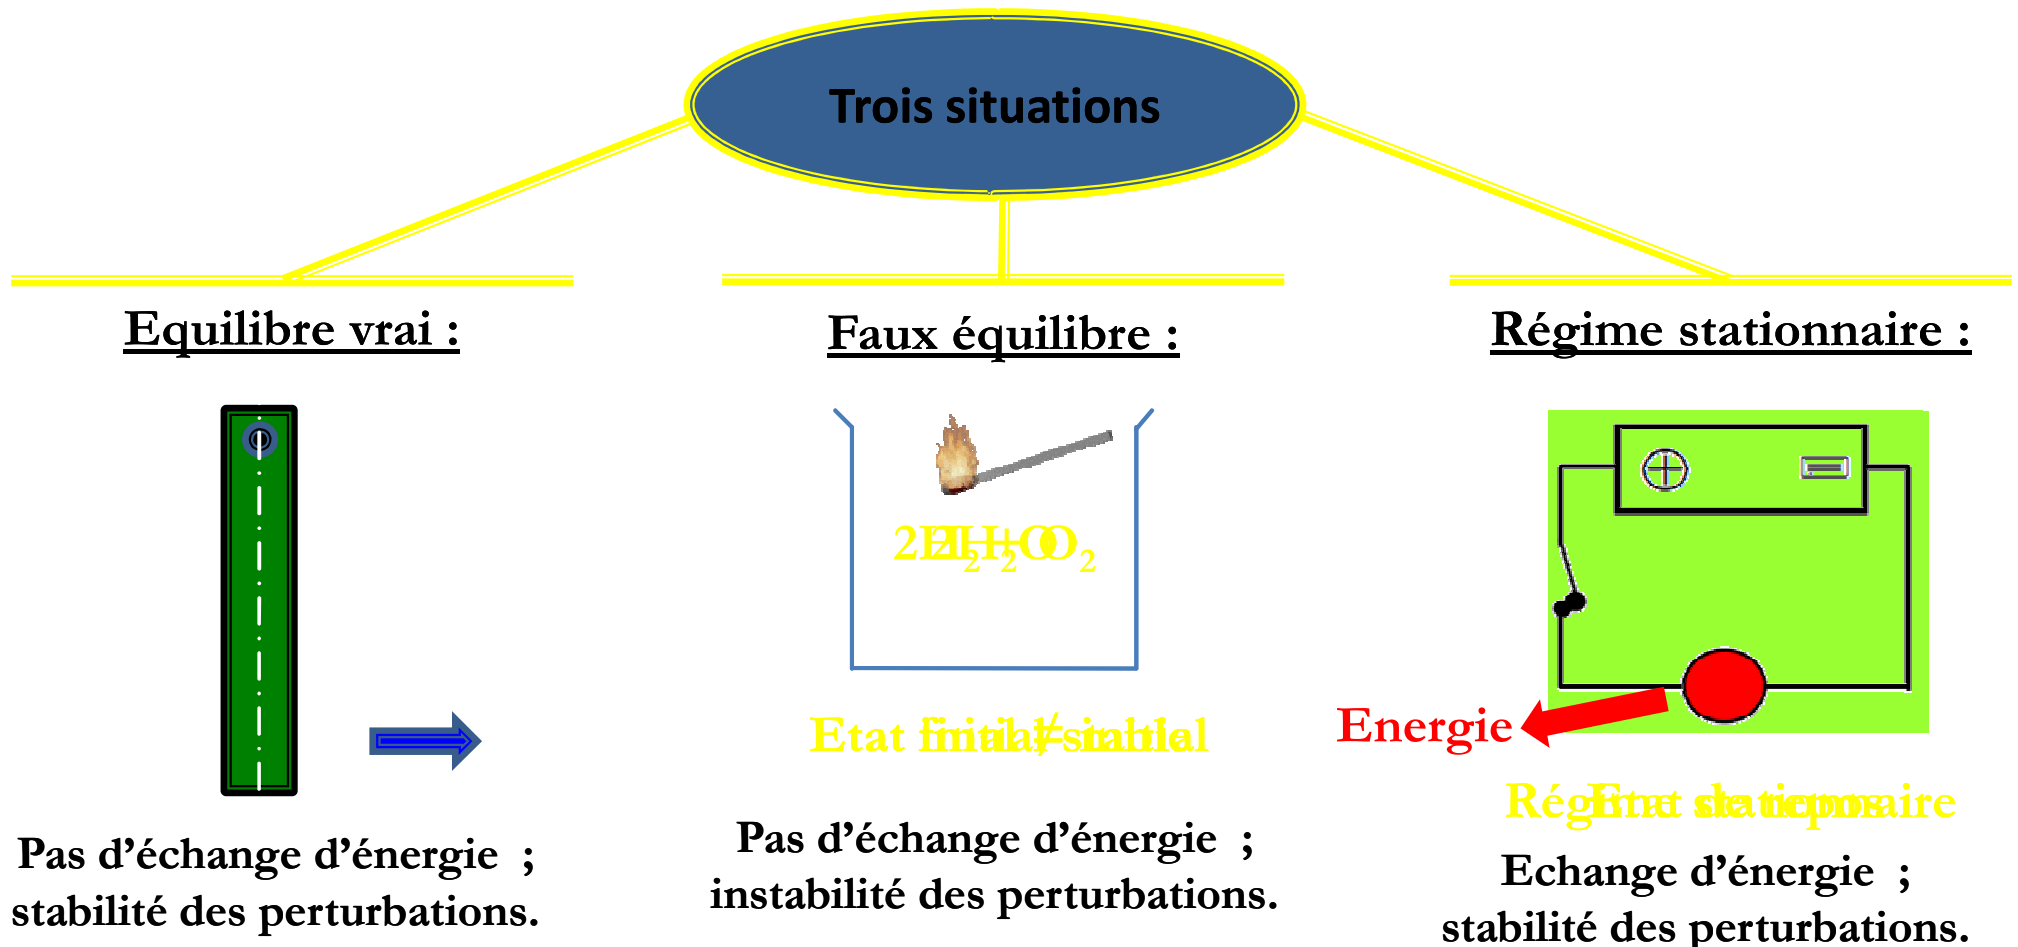 Trois situations
Equilibre vrai :
Faux équilibre :
Régime stationnaire :
Energie
Etat
Pas d’échange d’énergie ;
stabilité des perturbations.
Pas d’échange d’énergie ;
instabilité des perturbations.
Echange d’énergie ;
stabilité des perturbations.